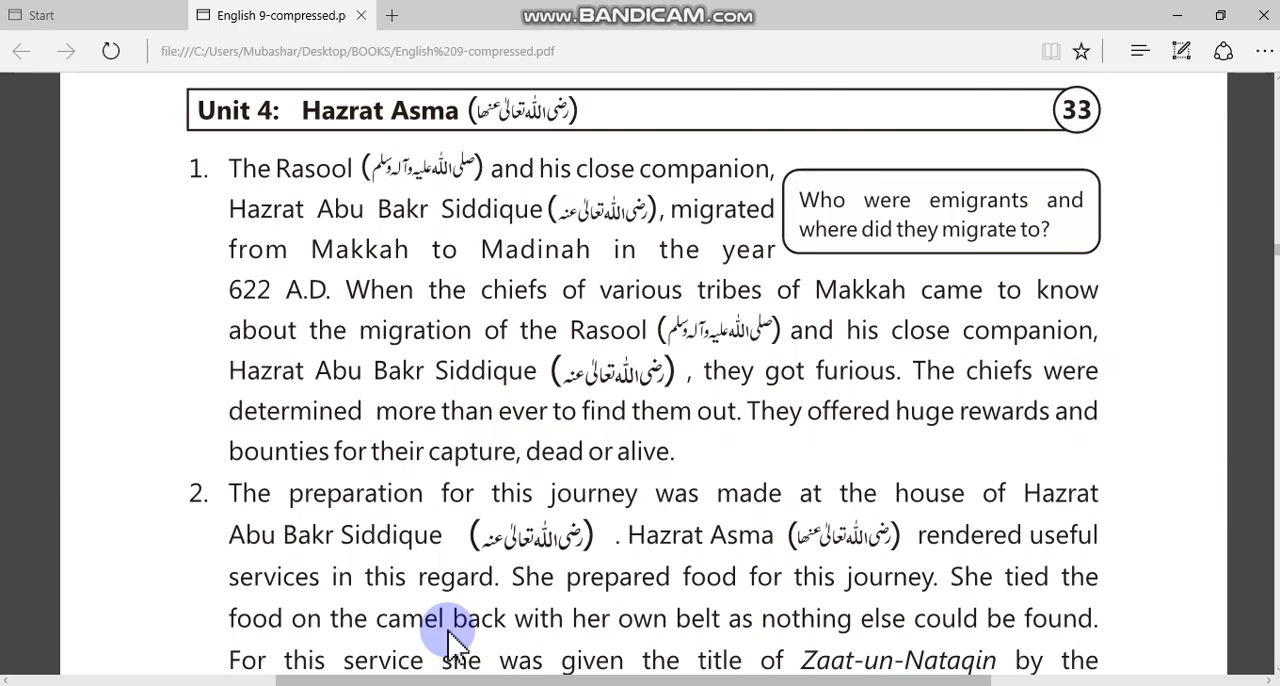 Start
English 9-compressed.p
www.BANDICAM.com
file:///C:/Users/Mubashar/Desktop/BOOKS/English%209-compressed.pdf
Unit 4: Hazrat Asma (رضی اللہ تعالیٰ عنھا)
33
1. The Rasool (صلی اللہ علیہ وآلہ وسلم) and his close companion,
Hazrat Abu Bakr Siddique (رضی اللہ تعالیٰ عنہ), migrated
from Makkah to Madinah in the year
Who were emigrants and
where did they migrate to?
622 A.D. When the chiefs of various tribes of Makkah came to know
about the migration of the Rasool (صلی اللہ علیہ وآلہ وسلم) and his close companion,
Hazrat Abu Bakr Siddique (رضی اللہ تعالیٰ عنہ) , they got furious. The chiefs were
determined more than ever to find them out. They offered huge rewards and
bounties for their capture, dead or alive.
2. The preparation for this journey was made at the house of Hazrat
Abu Bakr Siddique (رضی اللہ تعالیٰ عنہ) . Hazrat Asma (رضی اللہ تعالیٰ عنھا) rendered useful
services in this regard. She prepared food for this journey. She tied the
food on the camel back with her own belt as nothing else could be found.
For this service she was given the title of Zaat-un-Nataqin by the